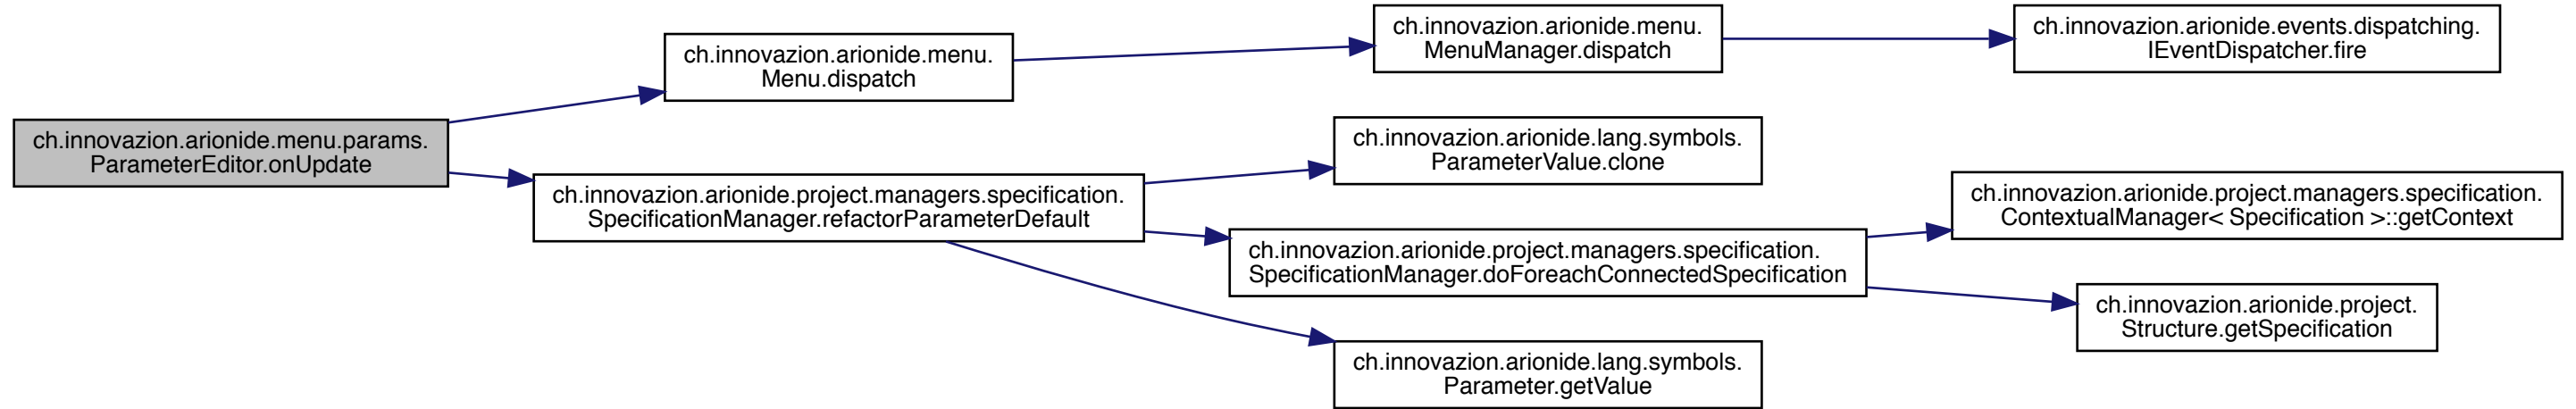 ch.innovazion.arionide.menu.params.
ParameterEditor.onUpdate
ch.innovazion.arionide.menu.
Menu.dispatch
ch.innovazion.arionide.menu.
MenuManager.dispatch
ch.innovazion.arionide.events.dispatching.
IEventDispatcher.fire
ch.innovazion.arionide.project.managers.specification.
SpecificationManager.refactorParameterDefault
ch.innovazion.arionide.lang.symbols.
ParameterValue.clone
ch.innovazion.arionide.project.managers.specification.
SpecificationManager.doForeachConnectedSpecification
ch.innovazion.arionide.project.managers.specification.
ContextualManager< Specification >::getContext
ch.innovazion.arionide.project.
Structure.getSpecification
ch.innovazion.arionide.lang.symbols.
Parameter.getValue